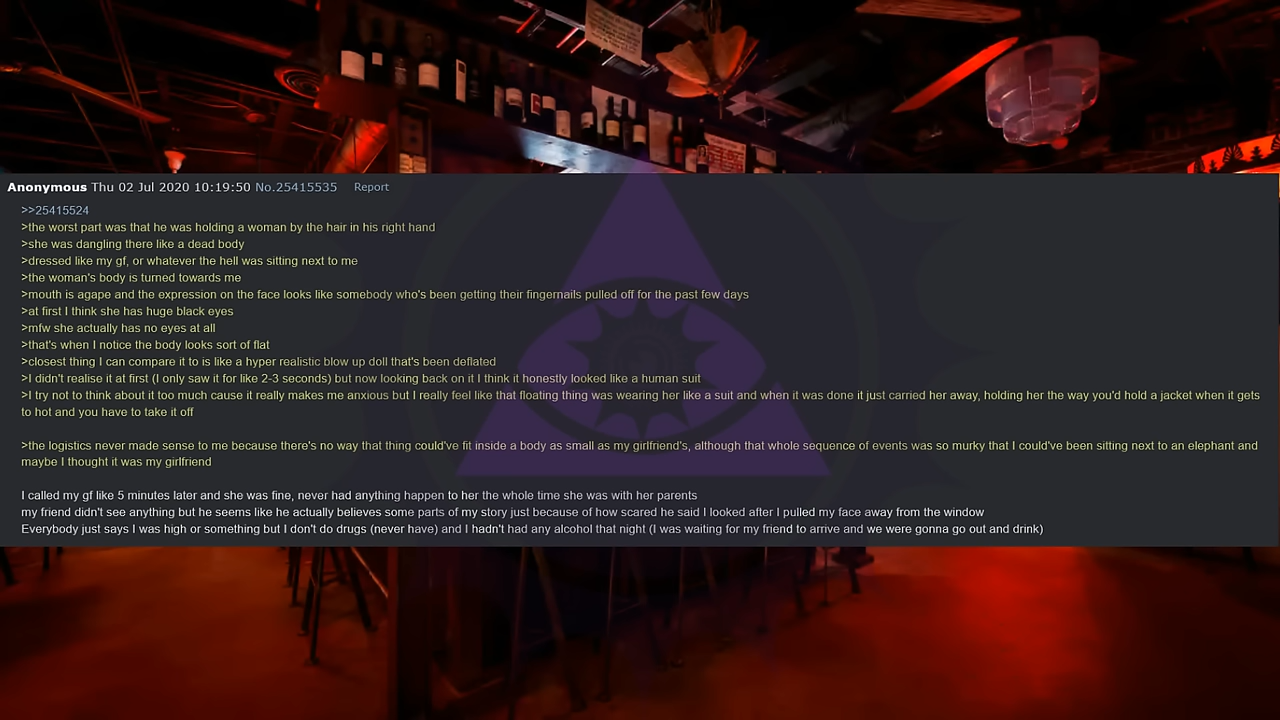 Anonymous Thu 02 Jul 2020 10:19:50 No.25415535 Report
>>25415524
>the worst part was that he was holding a woman by the hair in his right hand
>she was dangling there like a dead body
>dressed like my gf, or whatever the hell was sitting next to me
>the woman's body is turned towards me
>mouth is agape and the expression on the face looks like somebody who's been getting their fingernails pulled off for the past few days
>at first I think she has huge black eyes
>mfw she actually has no eyes at all
>that's when I notice the body looks sort of flat
>closest thing I can compare it to is like a hyper realistic blow up doll that's been deflated
>I didn't realise it at first (I only saw it for like 2-3 seconds) but now looking back on it I think it honestly looked like a human suit
>I try not to think about it too much cause it really makes me anxious but I really feel like that floating thing was wearing her like a suit and when it was done it just carried her away, holding her the way you'd hold a jacket when it gets
to hot and you have to take it off
>the logistics never made sense to me because there's no way that thing could've fit inside a body as small as my girlfriend's, although that whole sequence of events was so murky that I could've been sitting next to an elephant and
maybe I thought it was my girlfriend
I called my gf like 5 minutes later and she was fine, never had anything happen to her the whole time she was with her parents
my friend didn't see anything but he seems like he actually believes some parts of my story just because of how scared he said I looked after I pulled my face away from the window
Everybody just says I was high or something but I don't do drugs (never have) and I hadn't had any alcohol that night (I was waiting for my friend to arrive and we were gonna go out and drink)